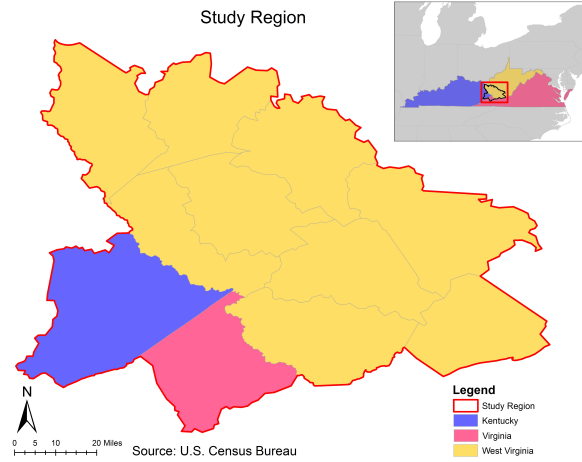 Study Region
N
0 5 10 20 Miles
Source: U.S. Census Bureau
Legend
Study Region
Kentucky
Virginia
West Virginia